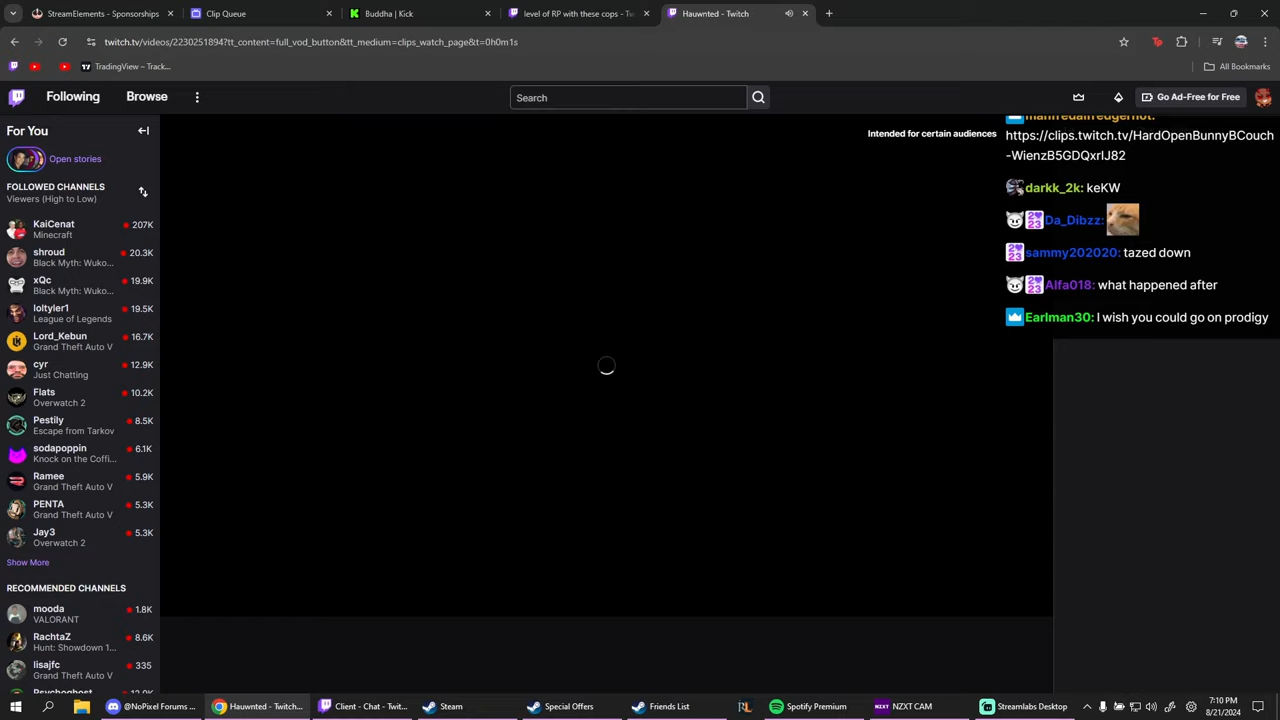 StreamElements - Sponsorships
Clip Queue
Buddha | Kick
level of RP with these cops - Tw
Hauwnted - Twitch
twitch.tv/videos/2230251894?tt_content=full_vod_button&tt_medium=clips_watch_page&t=0h0m1s
TradingView – Track...
All Bookmarks
Following
Browse
Search
Go Ad-Free for Free
For You
Open stories
FOLLOWED CHANNELS
Viewers (High to Low)
KaiCenat
207K
Minecraft
shroud
20.3K
Black Myth: Wuko...
xQc
19.9K
Black Myth: Wuko...
loltyler1
19.5K
League of Legends
Lord_Kebun
16.7K
Grand Theft Auto V
cyr
12.9K
Just Chatting
Flats
10.2K
Overwatch 2
Pestily
8.5K
Escape from Tarkov
sodapoppin
6.1K
Knock on the Coffi...
Ramee
5.9K
Grand Theft Auto V
PENTA
5.3K
Grand Theft Auto V
Jay3
5.3K
Overwatch 2
Show More
RECOMMENDED CHANNELS
mooda
1.8K
VALORANT
RachtaZ
8.6K
Hunt: Showdown 1...
lisajfc
335
Grand Theft Auto V
Psychoghost
12.9K
Intended for certain audiences
manfredalfredgernot:
https://clips.twitch.tv/HardOpenBunnyBCouch
-WienzB5GDQxrIJ82
darkk_2k: keKW
Da_Dibzz:
sammy202020: tazed down
Alfa018: what happened after
Earlman30: I wish you could go on prodigy
@NoPixel Forums ...
Hauwnted - Twitch...
Client - Chat - Twit...
Steam
Special Offers
Friends List
Spotify Premium
NZXT CAM
Streamlabs Desktop
7:10 PM
8/21/2024